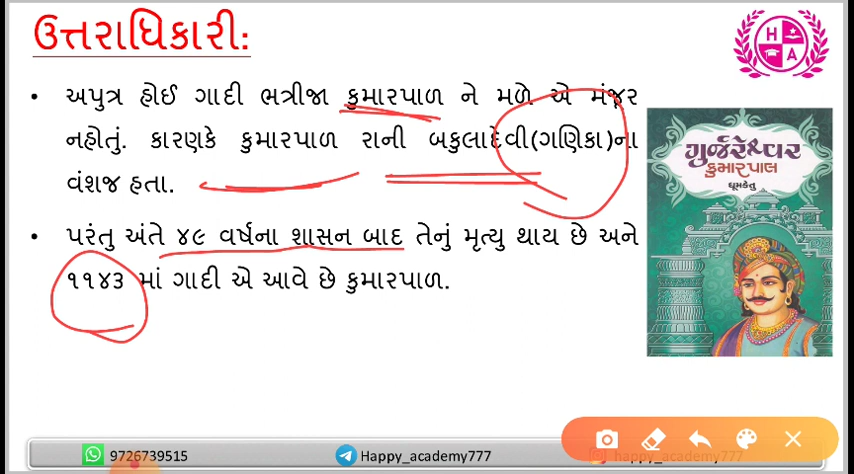 ઉત્તરાધિકારી:
H A
• અપુત્ર હોઈ ગાદી ભત્રીજા કુમારપાળ ને મળે એ મંજૂર
નહોતું. કારણકે કુમારપાળ રાની બકુલાદેવી(ગણિકા)ના
વંશજ હતા.
ગુર્જરેશ્વર
કુમારપાલ
ધૂમકેતુ
• પરંતુ અંતે ૪૯ વર્ષના શાસન બાદ તેનું મૃત્યુ થાય છે અને
૧૧૪૩ માં ગાદી એ આવે છે કુમારપાળ.
9726739515
Happy_academy777
happy_academy777